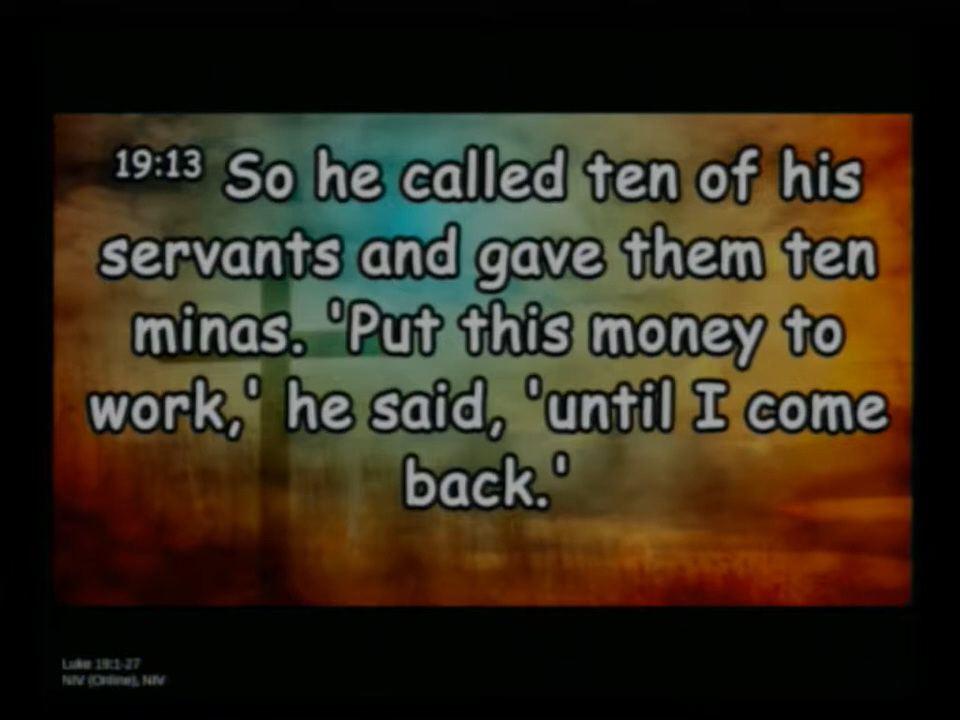 19:13 So he called ten of his
servants and gave them ten
minas. 'Put this money to
work,' he said, 'until I come
back.'
Luke 19:1-27
NIV (Online), NIV